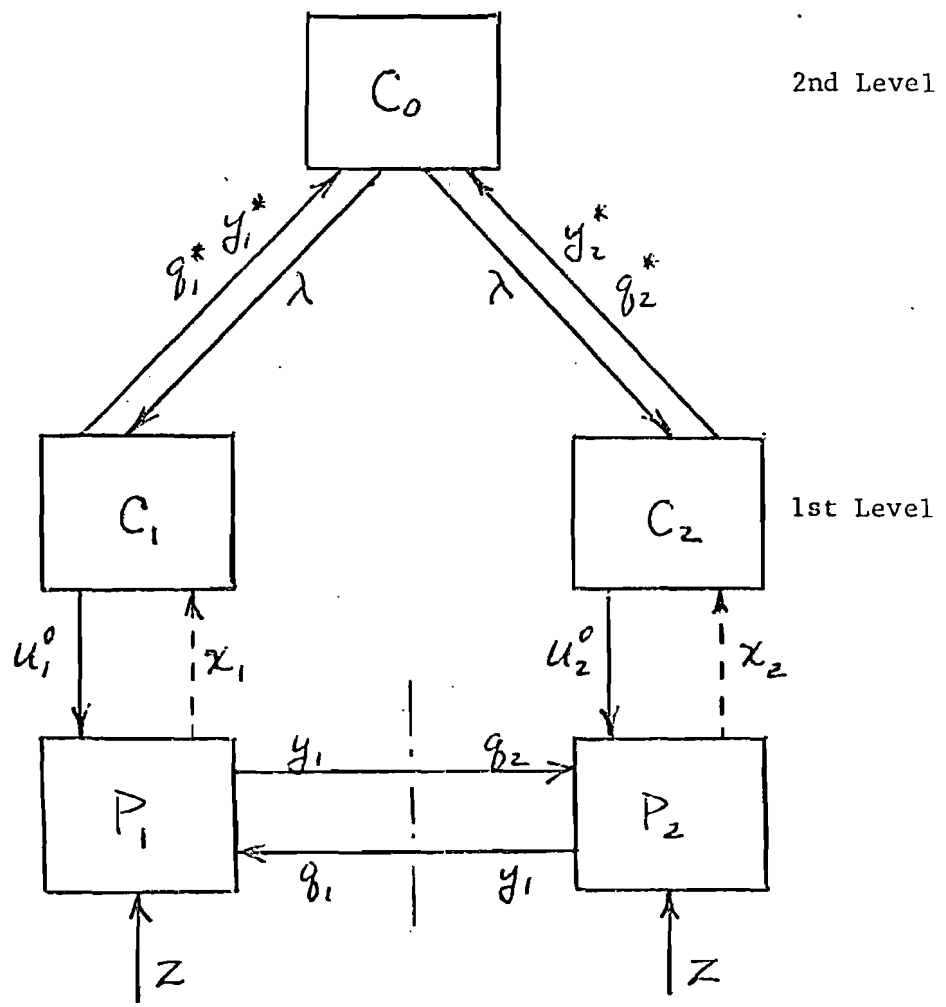 C₀
2nd Level
q₁* y₁*
λ
λ
y₂*
q₂*
C₁
C₂
1st Level
u₁⁰
x₁
u₂⁰
x₂
P₁
y₁
q₂
P₂
q₁
y₁
z
z